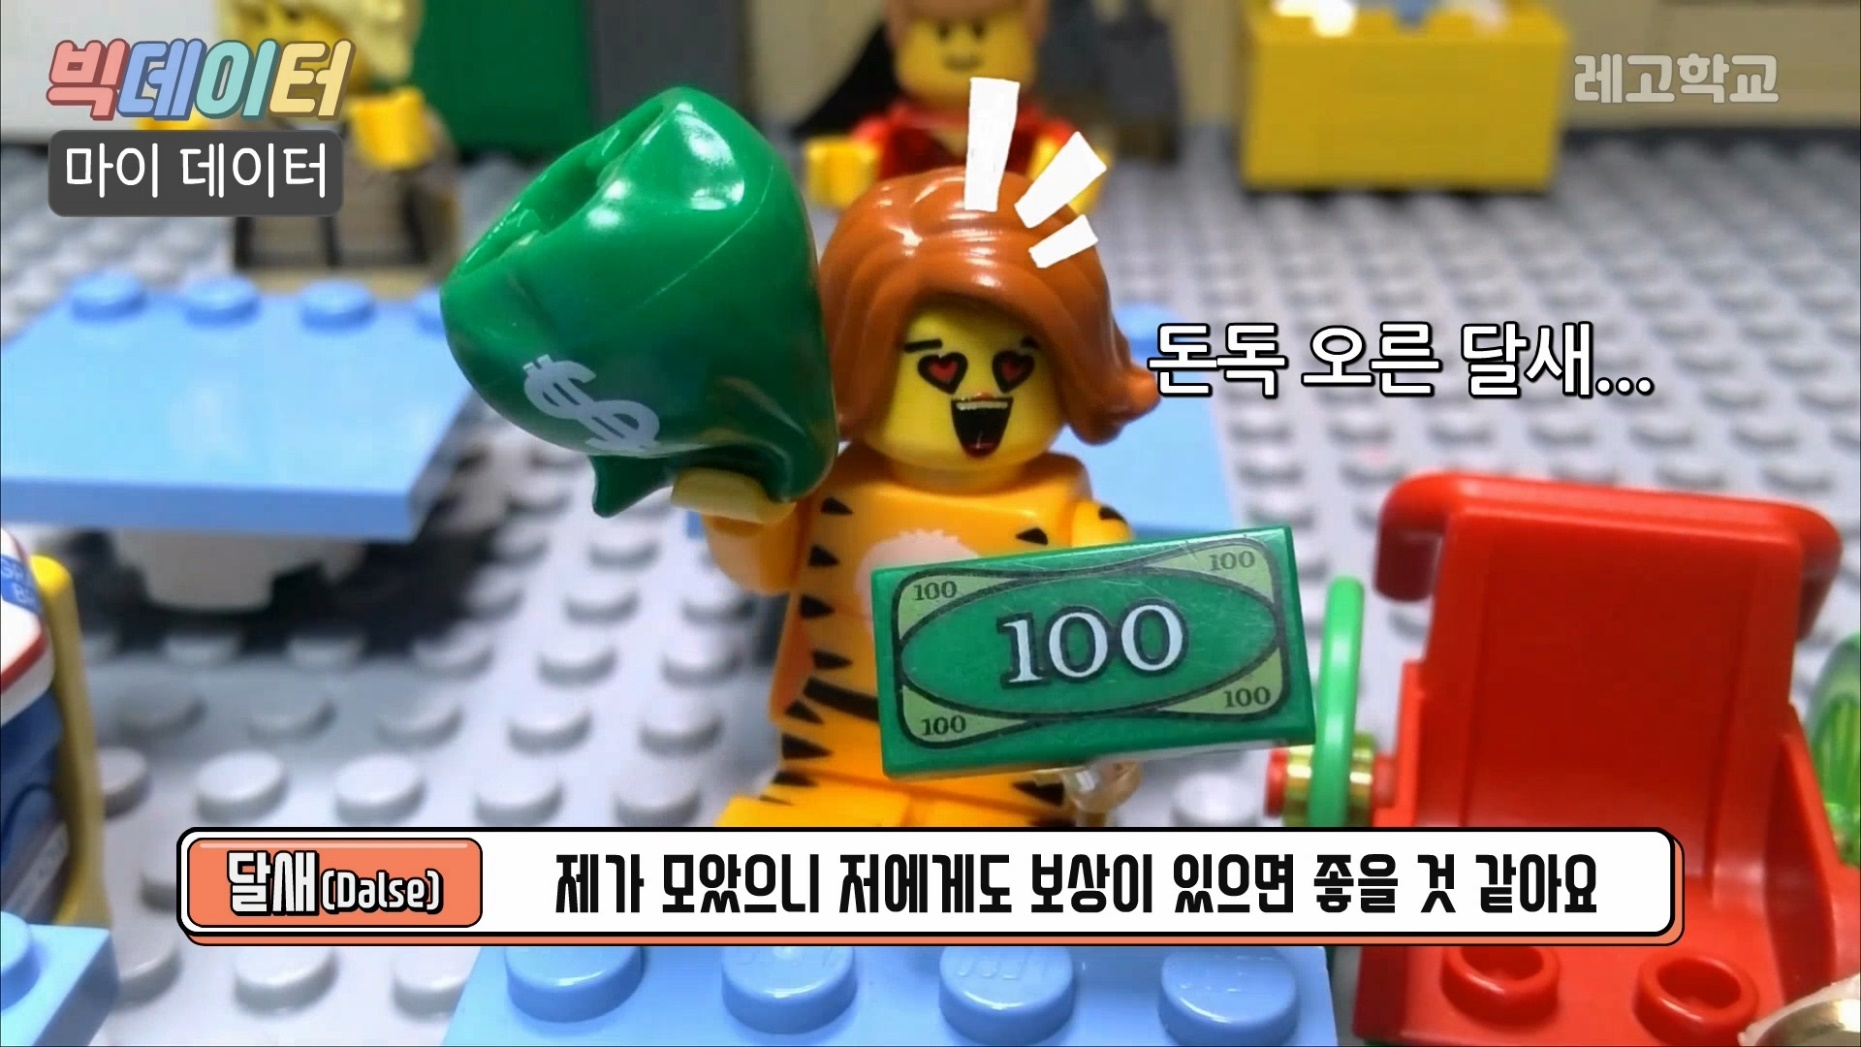 빅데이터
마이 데이터
레고학교
돈독 오른 달새...
$
100
100
100
100
100
달새(Dalse)
제가 모았으니 저에게도 보상이 있으면 좋을 것 같아요